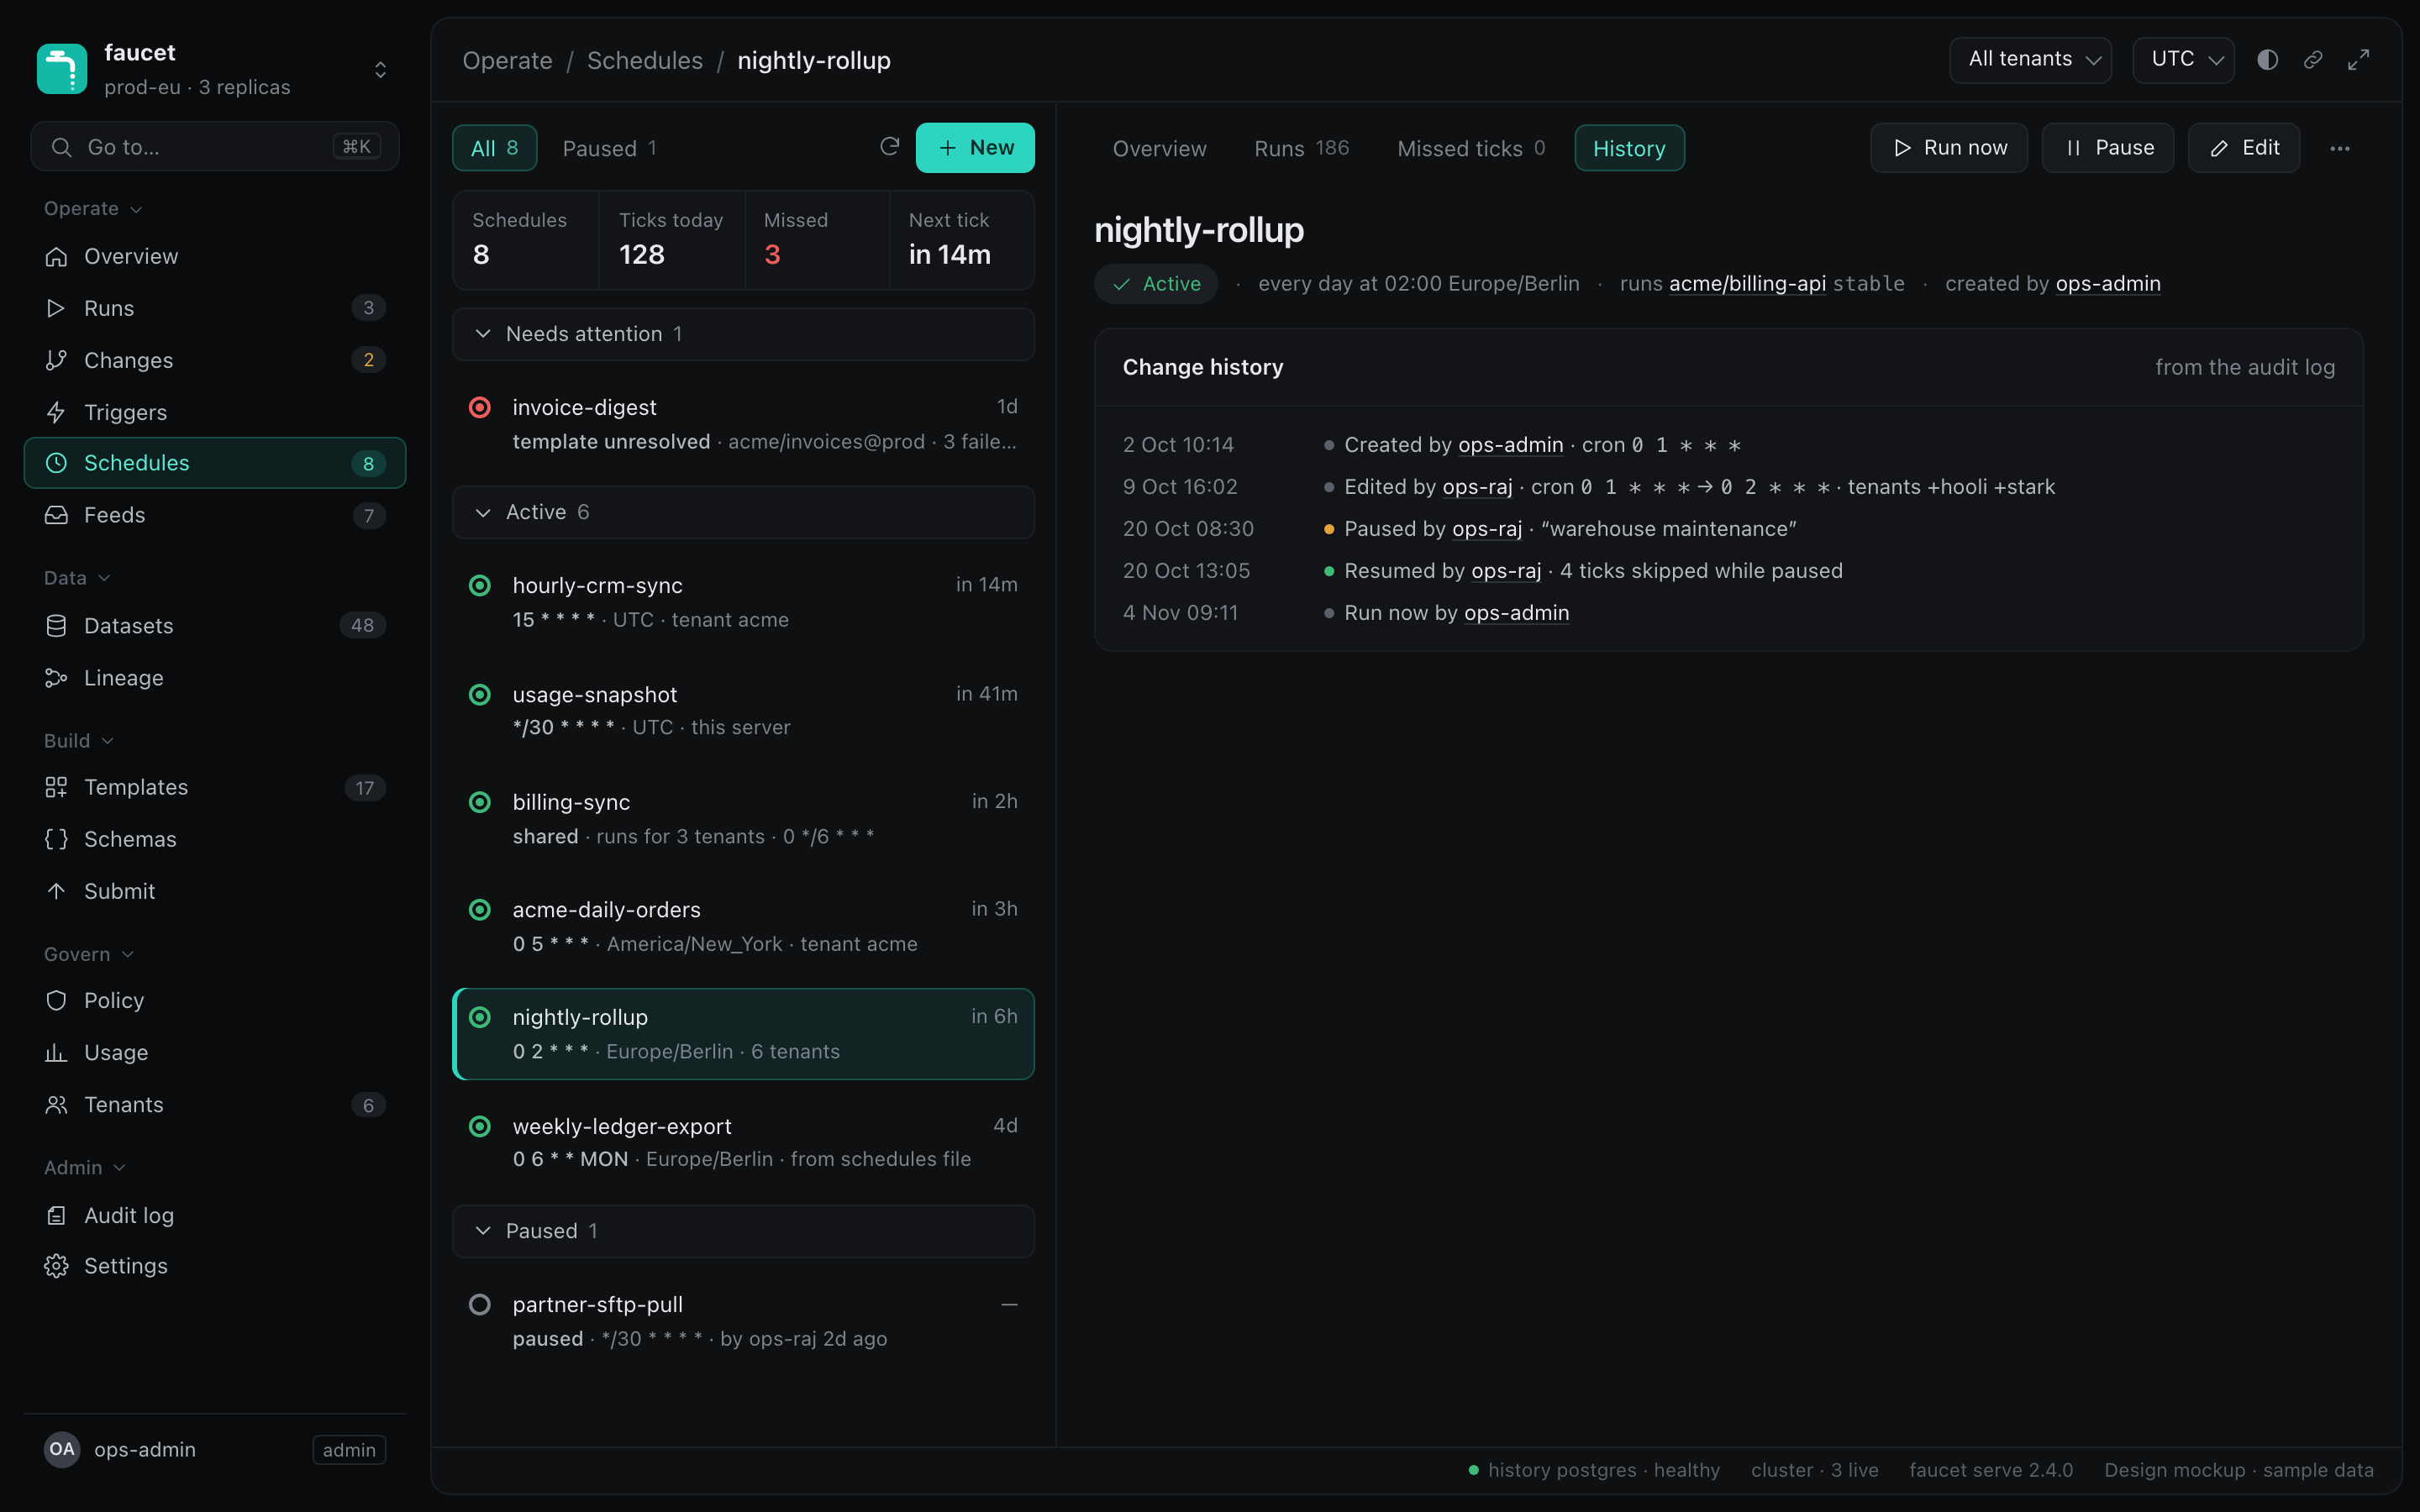 faucet
prod-eu · 3 replicas
Go to... ⌘K
Operate
Overview
Runs 3
Changes 2
Triggers
Schedules 8
Feeds 7
Data
Datasets 48
Lineage
Build
Templates 17
Schemas
Submit
Govern
Policy
Usage
Tenants 6
Admin
Audit log
Settings
OA ops-admin admin
Operate / Schedules / nightly-rollup
All tenants UTC
All 8 Paused 1 New
Schedules Ticks today Missed Next tick
8 128 3 in 14m
Needs attention 1
invoice-digest 1d
template unresolved · acme/invoices@prod · 3 faile...
Active 6
hourly-crm-sync in 14m
15 * * * * · UTC · tenant acme
usage-snapshot in 41m
*/30 * * * * · UTC · this server
billing-sync in 2h
shared · runs for 3 tenants · 0 */6 * * *
acme-daily-orders in 3h
0 5 * * * · America/New_York · tenant acme
nightly-rollup in 6h
0 2 * * * · Europe/Berlin · 6 tenants
weekly-ledger-export 4d
0 6 * * MON · Europe/Berlin · from schedules file
Paused 1
partner-sftp-pull —
paused · */30 * * * * · by ops-raj 2d ago
Overview Runs 186 Missed ticks 0 History Run now Pause Edit
nightly-rollup
Active · every day at 02:00 Europe/Berlin · runs acme/billing-api stable · created by ops-admin
Change history from the audit log
2 Oct 10:14 Created by ops-admin · cron 0 1 * * *
9 Oct 16:02 Edited by ops-raj · cron 0 1 * * * → 0 2 * * * · tenants +hooli +stark
20 Oct 08:30 Paused by ops-raj · “warehouse maintenance”
20 Oct 13:05 Resumed by ops-raj · 4 ticks skipped while paused
4 Nov 09:11 Run now by ops-admin
history postgres · healthy cluster · 3 live faucet serve 2.4.0 Design mockup · sample data